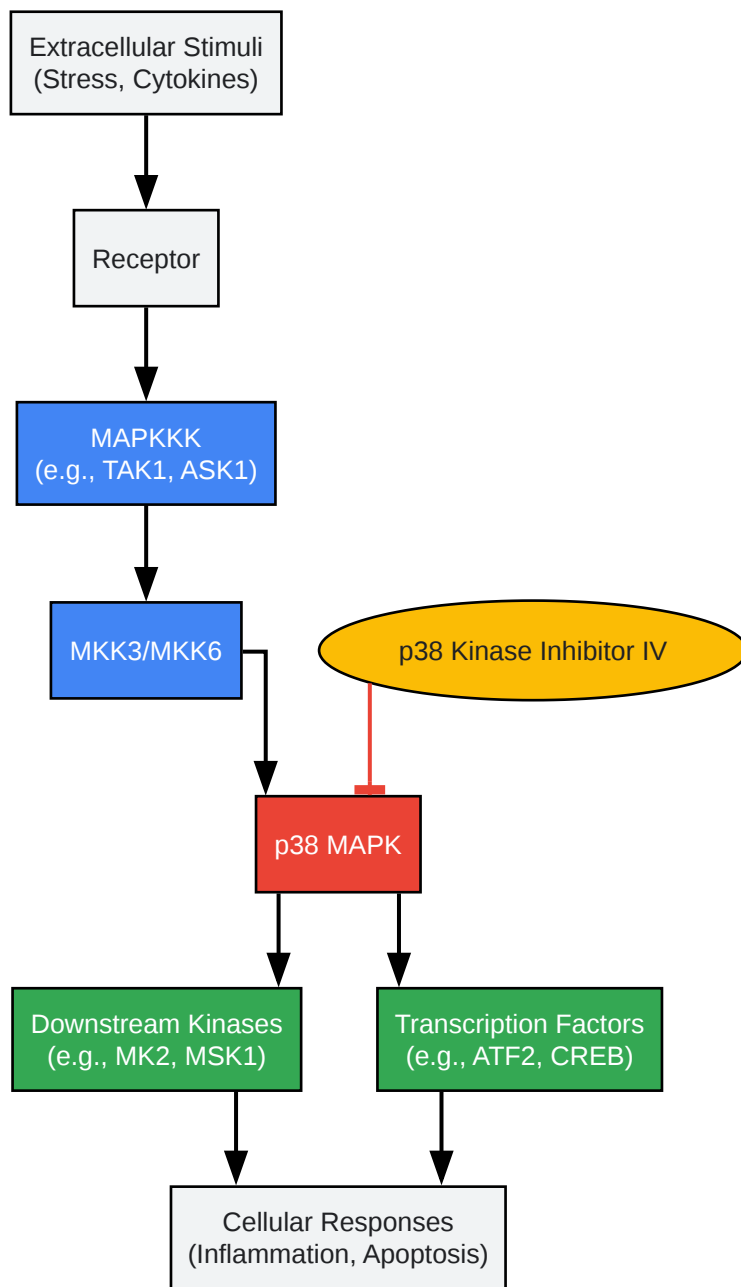 Extracellular Stimuli
(Stress, Cytokines)
Receptor
MAPKKK
(e.g., TAK1, ASK1)
MKK3/MKK6
p38 Kinase Inhibitor IV
p38 MAPK
Downstream Kinases
(e.g., MK2, MSK1)
Transcription Factors
(e.g., ATF2, CREB)
Cellular Responses
(Inflammation, Apoptosis)